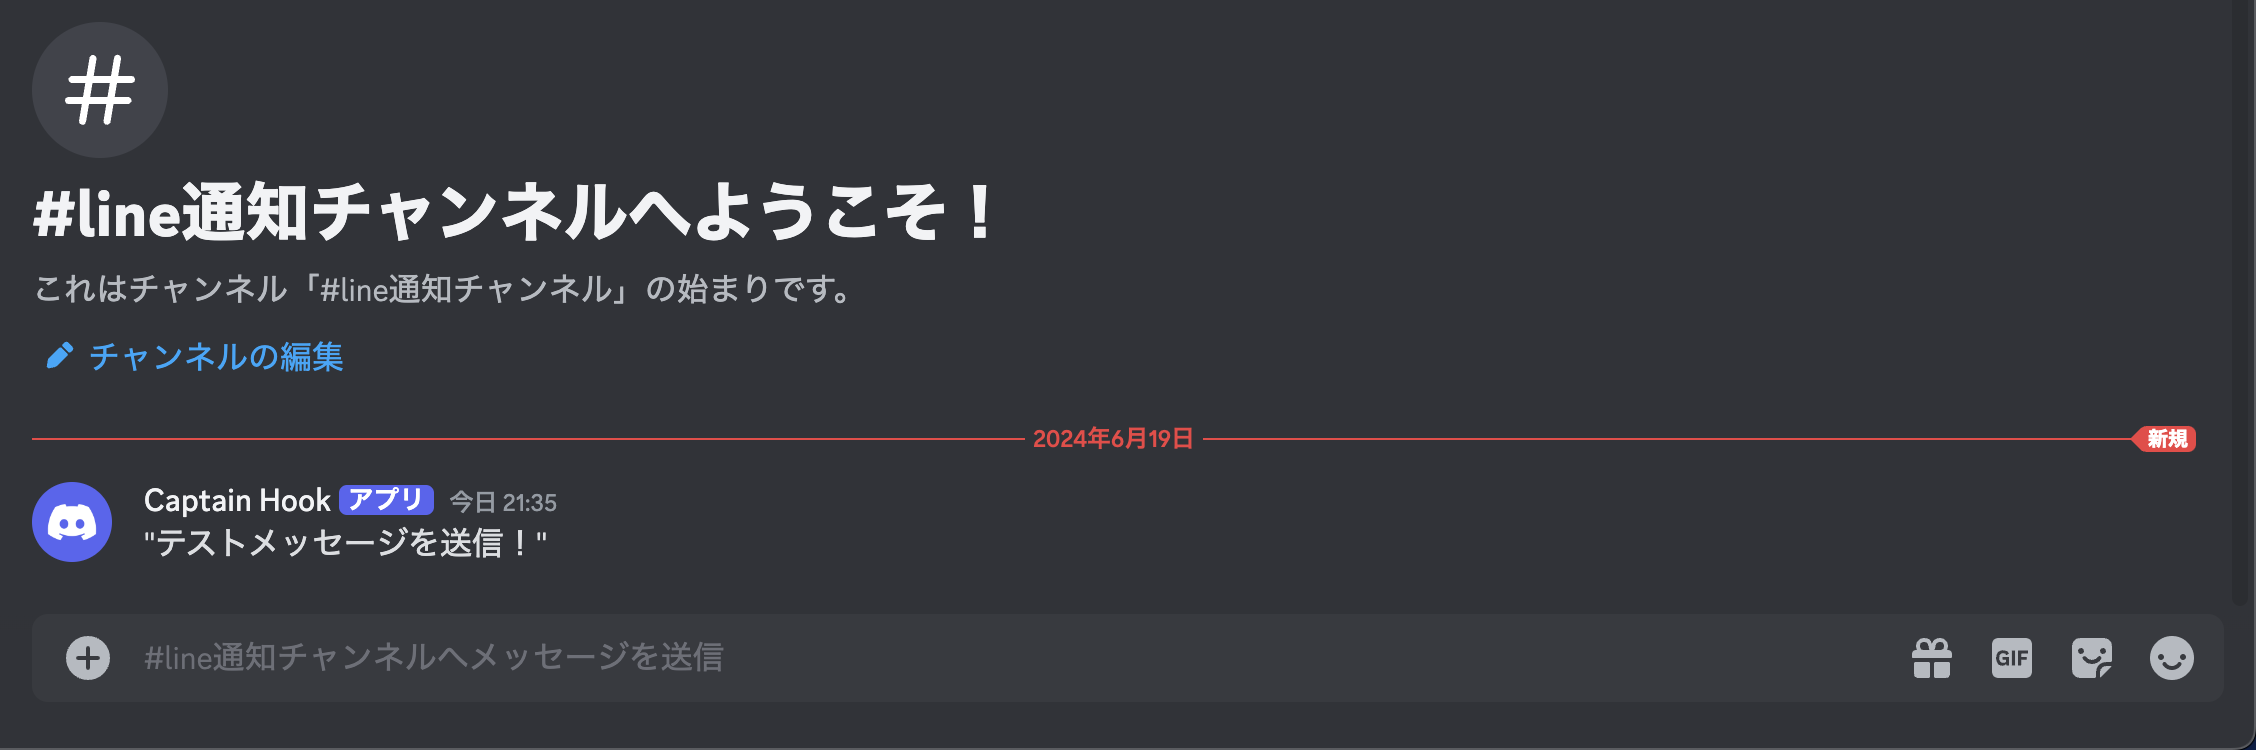 #line通知チャンネルへようこそ！
これはチャンネル「#line通知チャンネル」の始まりです。
チャンネルの編集
2024年6月19日
新規
Captain Hook アプリ 今日 21:35
"テストメッセージを送信！"
#line通知チャンネルへメッセージを送信
GIF